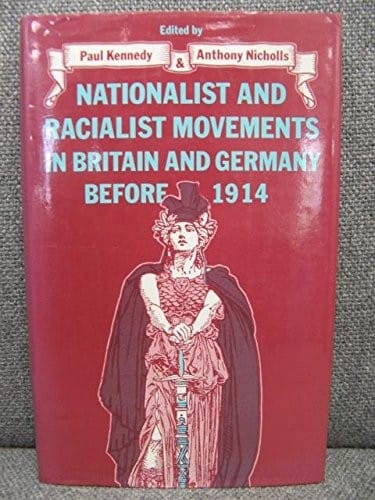 Edited by
Paul Kennedy & Anthony Nicholls
NATIONALIST AND
RACIALIST MOVEMENTS
IN BRITAIN AND GERMANY
BEFORE 1914